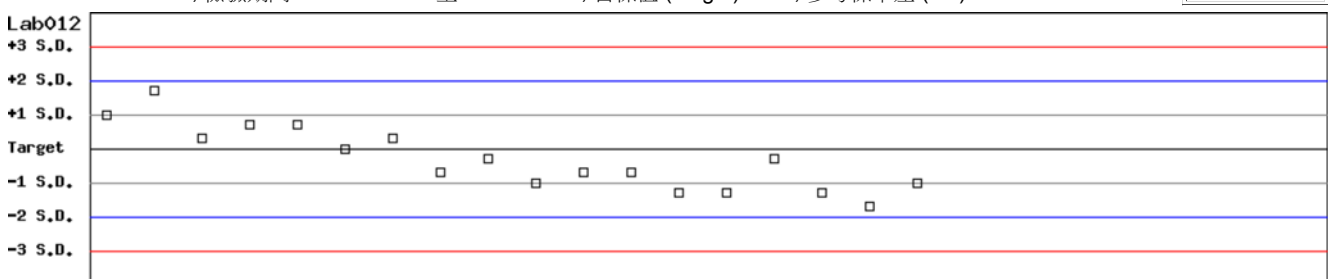 Lab012
+3 S.D.
+2 S.D.
+1 S.D.
Target
-1 S.D.
-2 S.D.
-3 S.D.